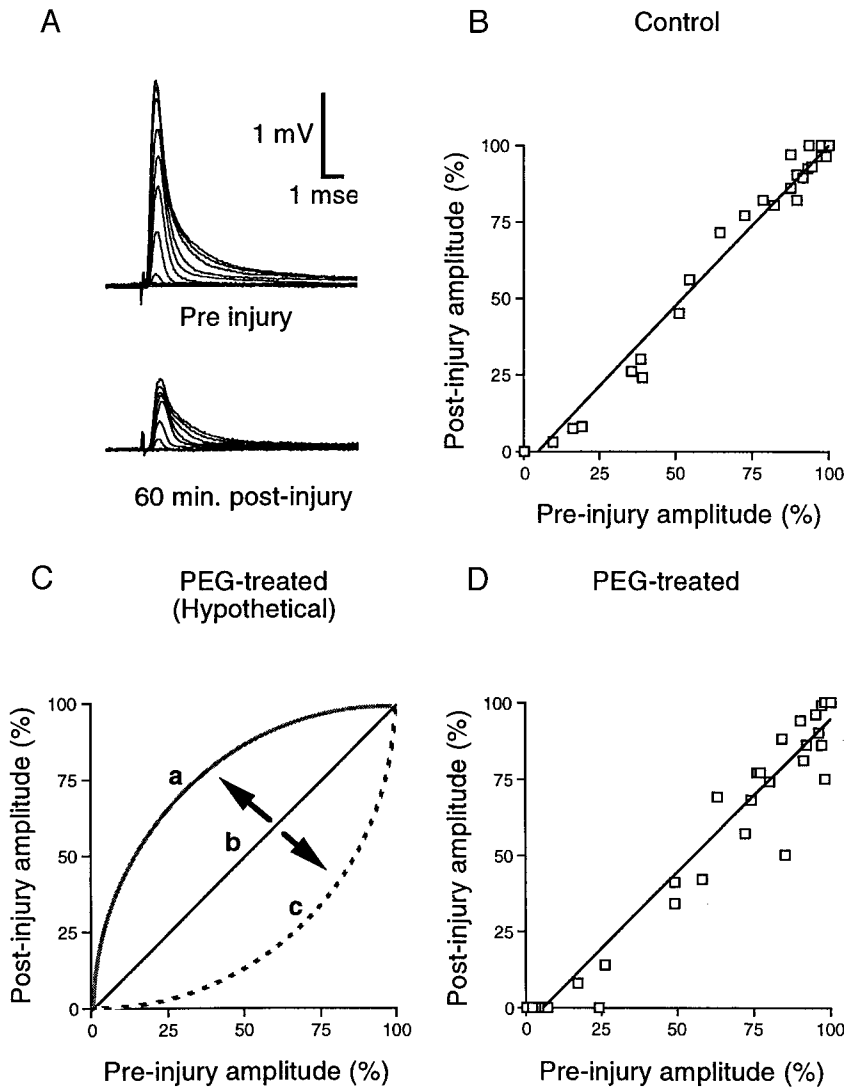 A
1 mV
1 mse
Pre injury
60 min. post-injury
B
Control
Post-injury amplitude (%)
100
75
50
25
0
0 25 50 75 100
Pre-injury amplitude (%)
C
PEG-treated
(Hypothetical)
Post-injury amplitude (%)
100
75
50
25
0
a
b
c
0 25 50 75 100
Pre-injury amplitude (%)
D
PEG-treated
Post-injury amplitude (%)
100
75
50
25
0
0 25 50 75 100
Pre-injury amplitude (%)